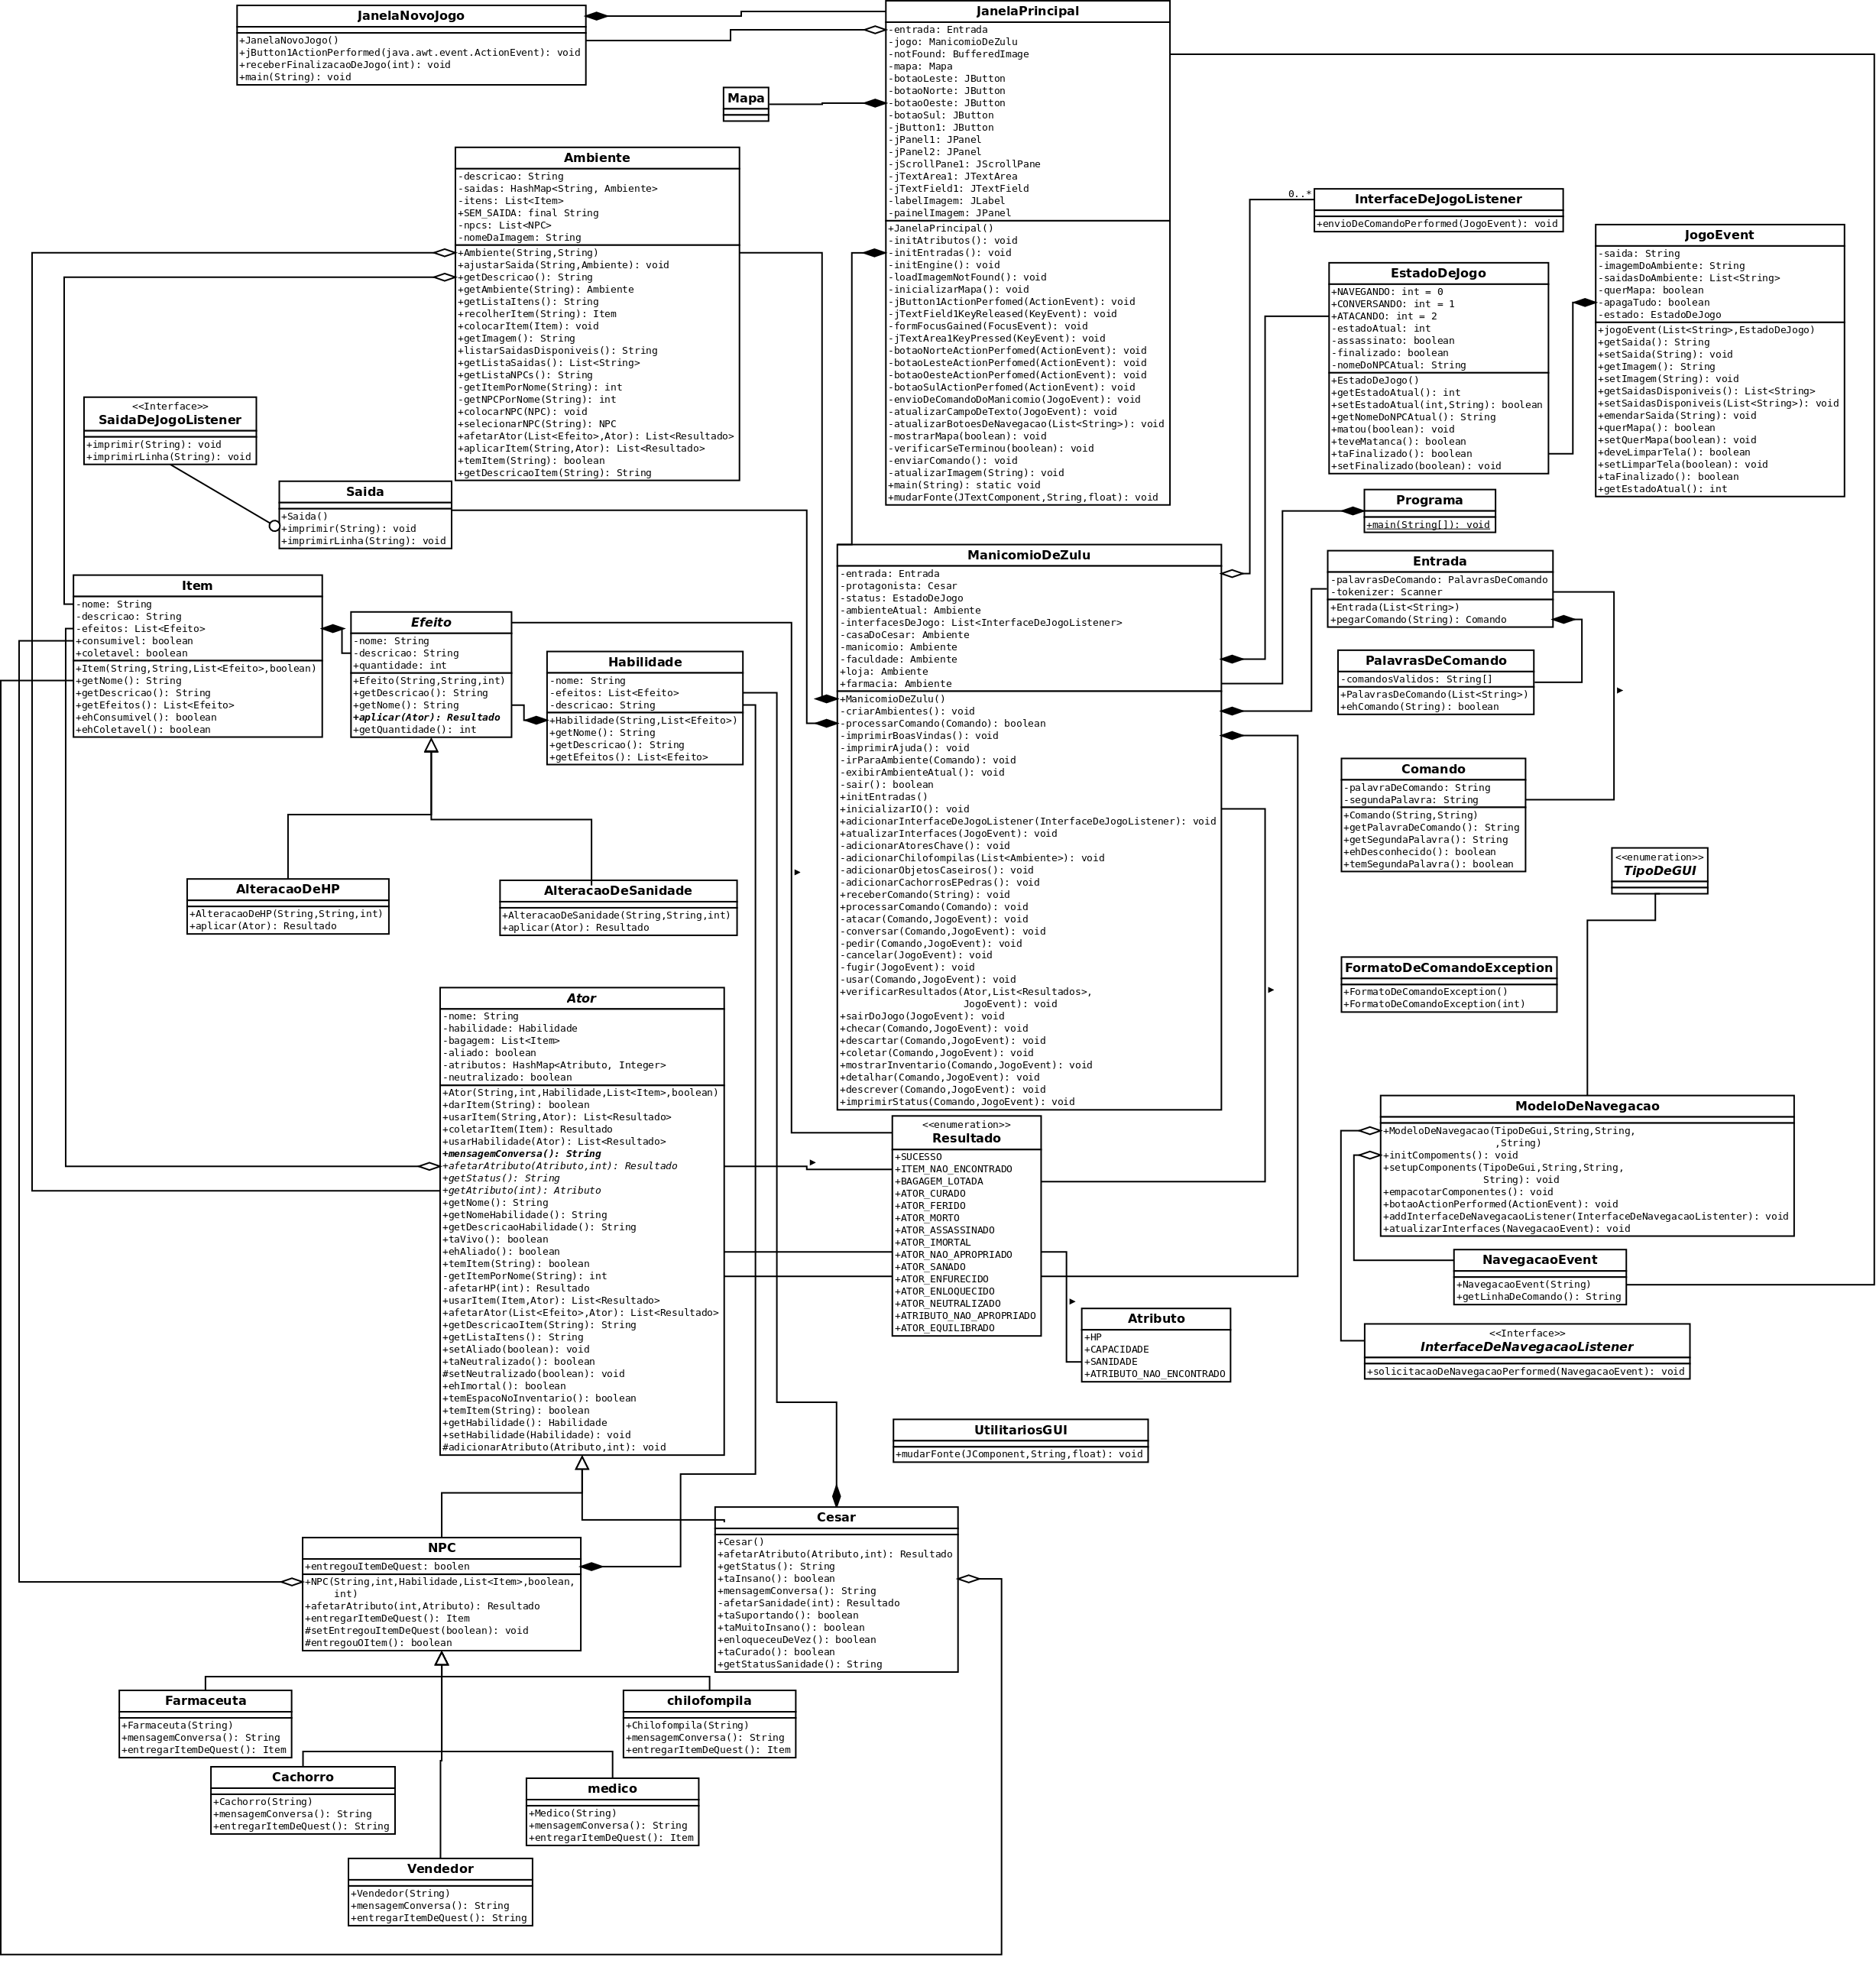 JanelaNovoJogo
+JanelaNovoJogo()
+jButton1ActionPerformed(java.awt.event.ActionEvent): void
+receberFinalizacaoDeJogo(int): void
+main(String): void
JanelaPrincipal
-entrada: Entrada
-jogo: ManicomioDeZulu
-notFound: BufferedImage
-mapa: Mapa
-botaoLeste: JButton
-botaoNorte: JButton
-botaoOeste: JButton
-botaoSul: JButton
-jButton1: JButton
-jPanel1: JPanel
-jPanel2: JPanel
-jScrollPane1: JScrollPane
-jTextArea1: JTextArea
-jTextField1: JTextField
-labelImagem: JLabel
-painelImagem: JPanel
+JanelaPrincipal()
-initAtributos(): void
-initEntradas(): void
-initEngine(): void
-loadImagemNotFound(): void
-inicializarMapa(): void
-jButton1ActionPerfomed(ActionEvent): void
-jTextField1KeyReleased(KeyEvent): void
-formFocusGained(FocusEvent): void
-jTextArea1KeyPressed(KeyEvent): void
-botaoNorteActionPerfomed(ActionEvent): void
-botaoLesteActionPerfomed(ActionEvent): void
-botaoOesteActionPerfomed(ActionEvent): void
-botaoSulActionPerfomed(ActionEvent): void
-envioDeComandoDoManicomio(JogoEvent): void
-atualizarCampoDeTexto(JogoEvent): void
-atualizarBotoesDeNavegacao(List<String>): void
-mostrarMapa(boolean): void
-verificarSeTerminou(boolean): void
-enviarComando(): void
-atualizarImagem(String): void
+main(String): static void
+mudarFonte(JTextComponent,String,float): void
Mapa
Ambiente
-descricao: String
-saidas: HashMap<String, Ambiente>
-itens: List<Item>
+SEM_SAIDA: final String
-npcs: List<NPC>
-nomeDaImagem: String
+Ambiente(String,String)
+ajustarSaida(String,Ambiente): void
+getDescricao(): String
+getAmbiente(String): Ambiente
+getListaItens(): String
+recolherItem(String): Item
+colocarItem(Item): void
+getImagem(): String
+listarSaidasDisponiveis(): String
+getListaSaidas(): List<String>
+getListaNPCs(): String
-getItemPorNome(String): int
-getNPCPorNome(String): int
+colocarNPC(NPC): void
+selecionarNPC(String): NPC
+afetarAtor(List<Efeito>,Ator): List<Resultado>
+aplicarItem(String,Ator): List<Resultado>
+temItem(String): boolean
+getDescricaoItem(String): String
0..*
InterfaceDeJogoListener
+envioDeComandoPerformed(JogoEvent): void
JogoEvent
-saida: String
-imagemDoAmbiente: String
-saidasDoAmbiente: List<String>
-querMapa: boolean
-apagaTudo: boolean
-estado: EstadoDeJogo
+jogoEvent(List<String>,EstadoDeJogo)
+getSaida(): String
+setSaida(String): void
+getImagem(): String
+setImagem(String): void
+getSaidasDisponiveis(): List<String>
+setSaidasDisponiveis(List<String>): void
+emendarSaida(String): void
+querMapa(): boolean
+setQuerMapa(boolean): void
+deveLimparTela(): boolean
+setLimparTela(boolean): void
+taFinalizado(): boolean
+getEstadoAtual(): int
EstadoDeJogo
+NAVEGANDO: int = 0
+CONVERSANDO: int = 1
+ATACANDO: int = 2
-estadoAtual: int
-assassinato: boolean
-finalizado: boolean
-nomeDoNPCAtual: String
+EstadoDeJogo()
+getEstadoAtual(): int
+setEstadoAtual(int,String): boolean
+getNomeDoNPCAtual(): String
+matou(boolean): void
+teveMatanca(): boolean
+taFinalizado(): boolean
+setFinalizado(boolean): void
<<Interface>>
SaidaDeJogoListener
+imprimir(String): void
+imprimirLinha(String): void
Saida
+Saida()
+imprimir(String): void
+imprimirLinha(String): void
Programa
+main(String[]): void
ManicomioDeZulu
-entrada: Entrada
-protagonista: Cesar
-status: EstadoDeJogo
-ambienteAtual: Ambiente
-interfacesDeJogo: List<InterfaceDeJogoListener>
-casaDoCesar: Ambiente
-manicomio: Ambiente
-faculdade: Ambiente
+loja: Ambiente
+farmacia: Ambiente
+ManicomioDeZulu()
-criarAmbientes(): void
-processarComando(Comando): boolean
-imprimirBoasVindas(): void
-imprimirAjuda(): void
-irParaAmbiente(Comando): void
-exibirAmbienteAtual(): void
-sair(): boolean
+initEntradas()
+inicializarIO(): void
+adicionarInterfaceDeJogoListener(InterfaceDeJogoListener): void
+atualizarInterfaces(JogoEvent): void
-adicionarAtoresChave(): void
-adicionarChilofompilas(List<Ambiente>): void
-adicionarObjetosCaseiros(): void
-adicionarCachorrosEPedras(): void
+receberComando(String): void
+processarComando(Comando): void
-atacar(Comando,JogoEvent): void
-conversar(Comando,JogoEvent): void
-pedir(Comando,JogoEvent): void
-cancelar(JogoEvent): void
-fugir(JogoEvent): void
-usar(Comando,JogoEvent): void
+verificarResultados(Ator,List<Resultados>,
JogoEvent): void
+sairDoJogo(JogoEvent): void
+checar(Comando,JogoEvent): void
+descartar(Comando,JogoEvent): void
+coletar(Comando,JogoEvent): void
+mostrarInventario(Comando,JogoEvent): void
+detalhar(Comando,JogoEvent): void
+descrever(Comando,JogoEvent): void
+imprimirStatus(Comando,JogoEvent): void
Entrada
-palavrasDeComando: PalavrasDeComando
-tokenizer: Scanner
+Entrada(List<String>)
+pegarComando(String): Comando
PalavrasDeComando
-comandosValidos: String[]
+PalavrasDeComando(List<String>)
+ehComando(String): boolean
Comando
-palavraDeComando: String
-segundaPalavra: String
+Comando(String,String)
+getPalavraDeComando(): String
+getSegundaPalavra(): String
+ehDesconhecido(): boolean
+temSegundaPalavra(): boolean
<<enumeration>>
TipoDeGUI
Item
-nome: String
-descricao: String
-efeitos: List<Efeito>
+consumivel: boolean
+coletavel: boolean
+Item(String,String,List<Efeito>,boolean)
+getNome(): String
+getDescricao(): String
+getEfeitos(): List<Efeito>
+ehConsumivel(): boolean
+ehColetavel(): boolean
Efeito
-nome: String
-descricao: String
+quantidade: int
+Efeito(String,String,int)
+getDescricao(): String
+getNome(): String
+aplicar(Ator): Resultado
+getQuantidade(): int
Habilidade
-nome: String
-efeitos: List<Efeito>
-descricao: String
+Habilidade(String,List<Efeito>)
+getNome(): String
+getDescricao(): String
+getEfeitos(): List<Efeito>
AlteracaoDeHP
+AlteracaoDeHP(String,String,int)
+aplicar(Ator): Resultado
AlteracaoDeSanidade
+AlteracaoDeSanidade(String,String,int)
+aplicar(Ator): Resultado
FormatoDeComandoException
+FormatoDeComandoException()
+FormatoDeComandoException(int)
Ator
-nome: String
-habilidade: Habilidade
-bagagem: List<Item>
-aliado: boolean
-atributos: HashMap<Atributo, Integer>
-neutralizado: boolean
+Ator(String,int,Habilidade,List<Item>,boolean)
+darItem(String): boolean
+usarItem(String,Ator): List<Resultado>
+coletarItem(Item): Resultado
+usarHabilidade(Ator): List<Resultado>
+mensagemConversa(): String
+afetarAtributo(Atributo,int): Resultado
+getStatus(): String
+getAtributo(int): Atributo
+getNome(): String
+getNomeHabilidade(): String
+getDescricaoHabilidade(): String
+taVivo(): boolean
+ehAliado(): boolean
+temItem(String): boolean
-getItemPorNome(String): int
-afetarHP(int): Resultado
+usarItem(Item,Ator): List<Resultado>
+afetarAtor(List<Efeito>,Ator): List<Resultado>
+getDescricaoItem(String): String
+getListaItens(): String
+setAliado(boolean): void
+taNeutralizado(): boolean
#setNeutralizado(boolean): void
+ehImortal(): boolean
+temEspacoNoInventario(): boolean
+temItem(String): boolean
+getHabilidade(): Habilidade
+setHabilidade(Habilidade): void
#adicionarAtributo(Atributo,int): void
<<enumeration>>
Resultado
+SUCESSO
+ITEM_NAO_ENCONTRADO
+BAGAGEM_LOTADA
+ATOR_CURADO
+ATOR_FERIDO
+ATOR_MORTO
+ATOR_ASSASSINADO
+ATOR_IMORTAL
+ATOR_NAO_APROPRIADO
+ATOR_SANADO
+ATOR_ENFURECIDO
+ATOR_ENLOQUECIDO
+ATOR_NEUTRALIZADO
+ATRIBUTO_NAO_APROPRIADO
+ATOR_EQUILIBRADO
ModeloDeNavegacao
+ModeloDeNavegacao(TipoDeGui,String,String,
,String)
+initCompoments(): void
+setupComponents(TipoDeGui,String,String,
String): void
+empacotarComponentes(): void
+botaoActionPerformed(ActionEvent): void
+addInterfaceDeNavegacaoListener(InterfaceDeNavegacaoListenter): void
+atualizarInterfaces(NavegacaoEvent): void
NavegacaoEvent
+NavegacaoEvent(String)
+getLinhaDeComando(): String
Atributo
+HP
+CAPACIDADE
+SANIDADE
+ATRIBUTO_NAO_ENCONTRADO
<<Interface>>
InterfaceDeNavegacaoListener
+solicitacaoDeNavegacaoPerformed(NavegacaoEvent): void
UtilitariosGUI
+mudarFonte(JComponent,String,float): void
Cesar
+Cesar()
+afetarAtributo(Atributo,int): Resultado
+getStatus(): String
+taInsano(): boolean
+mensagemConversa(): String
-afetarSanidade(int): Resultado
+taSuportando(): boolean
+taMuitoInsano(): boolean
+enloqueceuDeVez(): boolean
+taCurado(): boolean
+getStatusSanidade(): String
NPC
+entregouItemDeQuest: boolen
+NPC(String,int,Habilidade,List<Item>,boolean,
int)
+afetarAtributo(int,Atributo): Resultado
+entregarItemDeQuest(): Item
#setEntregouItemDeQuest(boolean): void
#entregouOItem(): boolean
Farmaceuta
+Farmaceuta(String)
+mensagemConversa(): String
+entregarItemDeQuest(): Item
chilofompila
+Chilofompila(String)
+mensagemConversa(): String
+entregarItemDeQuest(): Item
Cachorro
+Cachorro(String)
+mensagemConversa(): String
+entregarItemDeQuest(): String
medico
+Medico(String)
+mensagemConversa(): String
+entregarItemDeQuest(): Item
Vendedor
+Vendedor(String)
+mensagemConversa(): String
+entregarItemDeQuest(): String